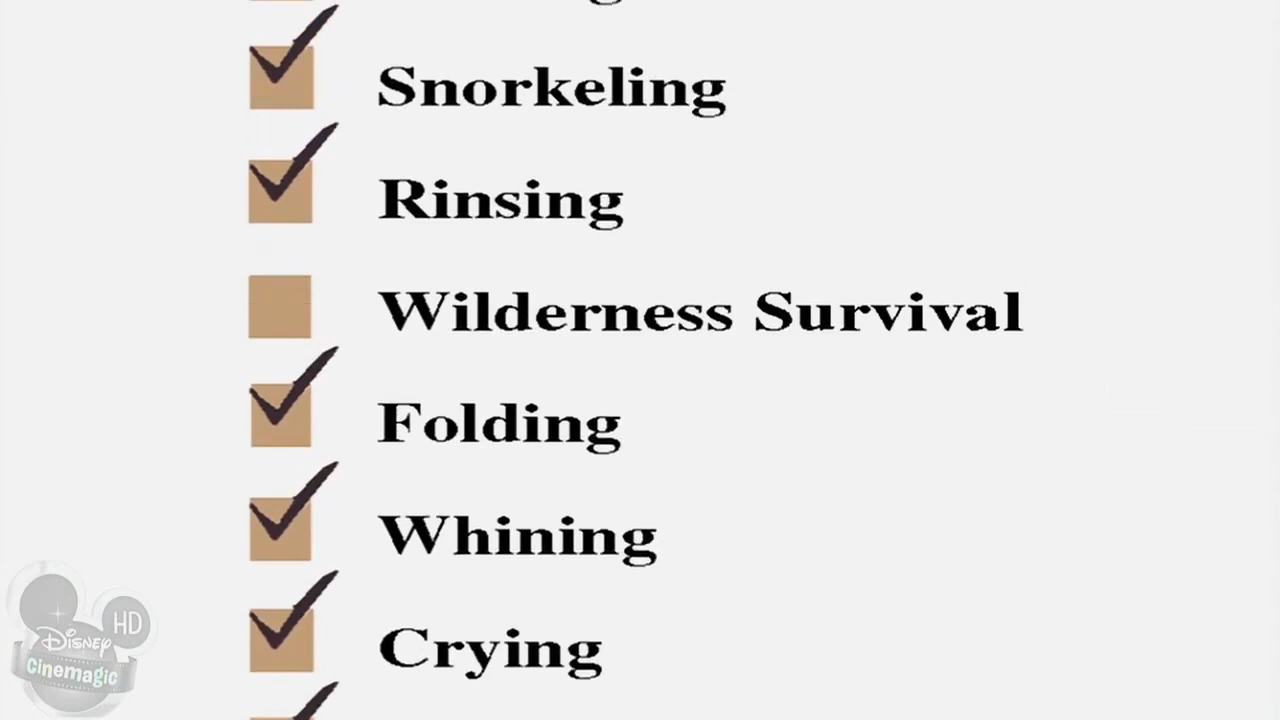 Snorkeling
Rinsing
Wilderness Survival
Folding
Whining
Crying
HD
Disney
Cinemagic